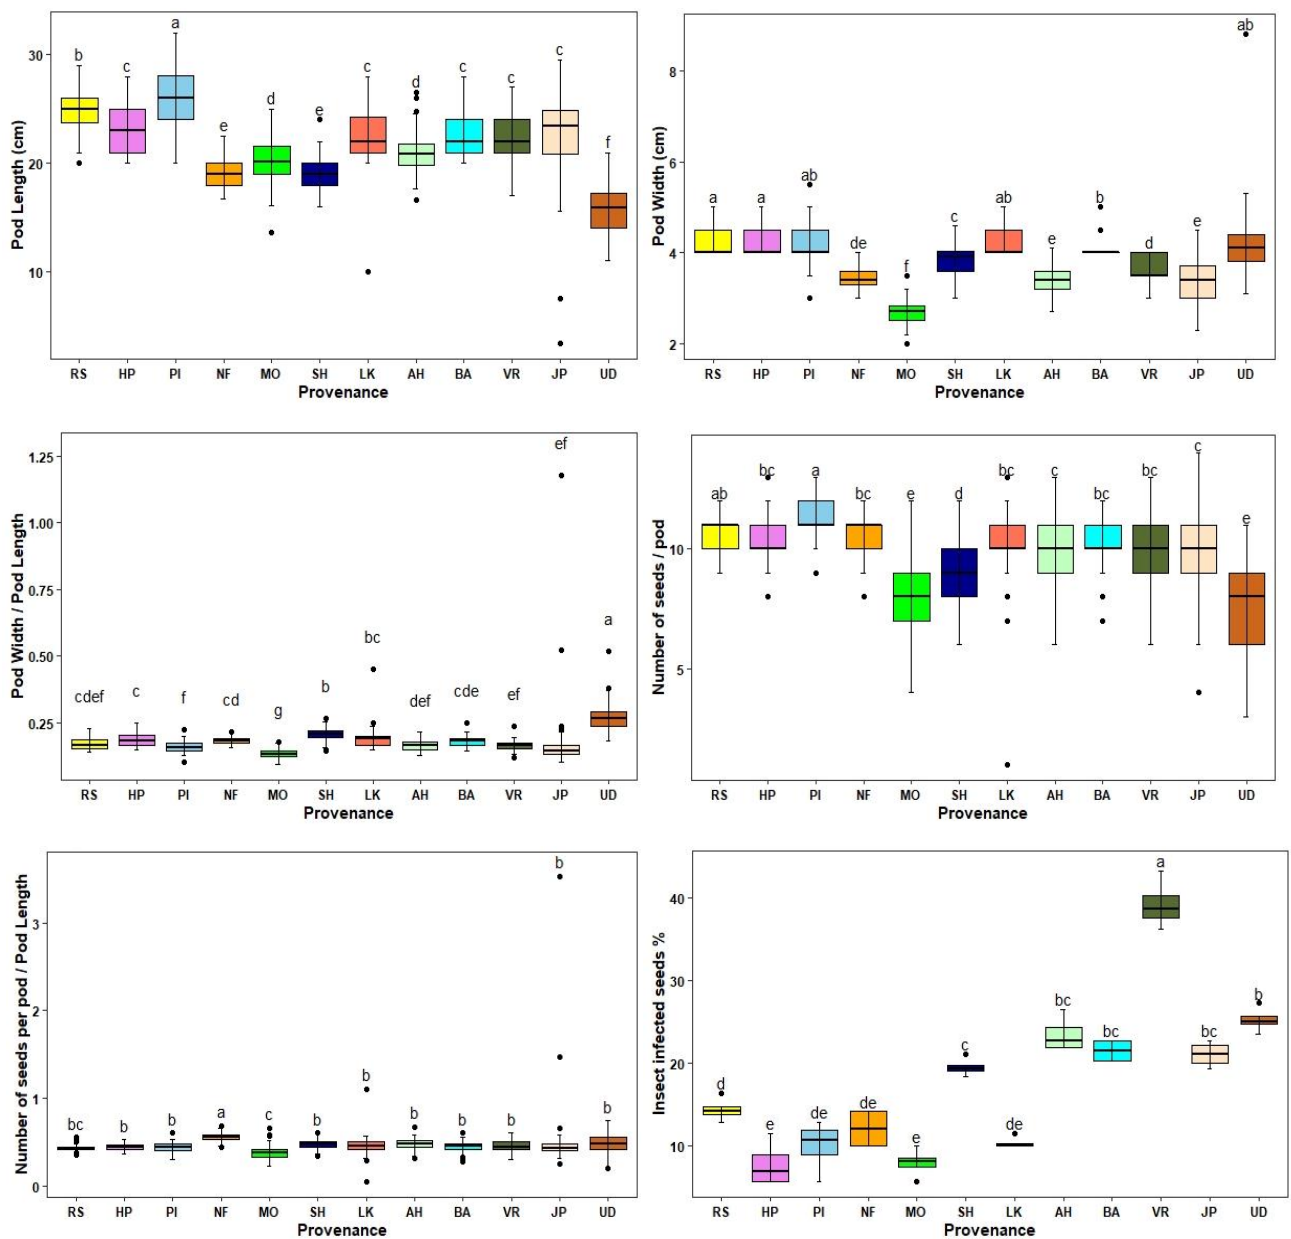 Pod Length (cm)
30
20
10
b c a e d e c d c c c f
RS HP PI NF MO SH LK AH BA VR JP UD
Provenance
Pod Width (cm)
8
6
4
2
a a ab de f c ab e b d e ab
RS HP PI NF MO SH LK AH BA VR JP UD
Provenance
Pod Width / Pod Length
1.25
1.00
0.75
0.50
0.25
cdef c f cd g b bc def cde ef ef a
RS HP PI NF MO SH LK AH BA VR JP UD
Provenance
Number of seeds / pod
10
5
ab bc a bc e d bc c bc bc c e
RS HP PI NF MO SH LK AH BA VR JP UD
Provenance
Number of seeds per pod / Pod Length
3
2
1
0
bc b b a c b b b b b b b
RS HP PI NF MO SH LK AH BA VR JP UD
Provenance
Insect infected seeds %
40
30
20
10
d e de de e c de bc bc a bc b
RS HP PI NF MO SH LK AH BA VR JP UD
Provenance